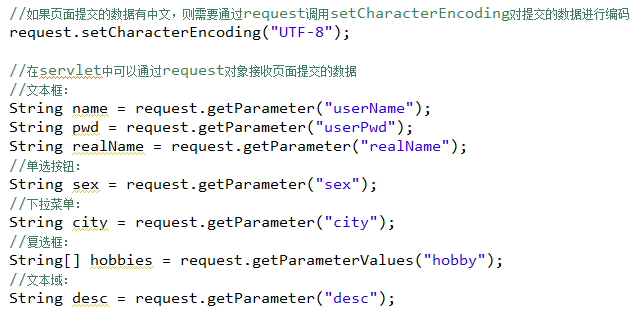 //如果页面提交的数据有中文，则需要通过request调用setCharacterEncoding对提交的数据进行编码
request.setCharacterEncoding("UTF-8");
//在servlet中可以通过request对象接收页面提交的数据
//文本框：
String name = request.getParameter("userName");
String pwd = request.getParameter("userPwd");
String realName = request.getParameter("realName");
//单选按钮：
String sex = request.getParameter("sex");
//下拉菜单：
String city = request.getParameter("city");
//复选框：
String[] hobbies = request.getParameterValues("hobby");
//文本域：
String desc = request.getParameter("desc");